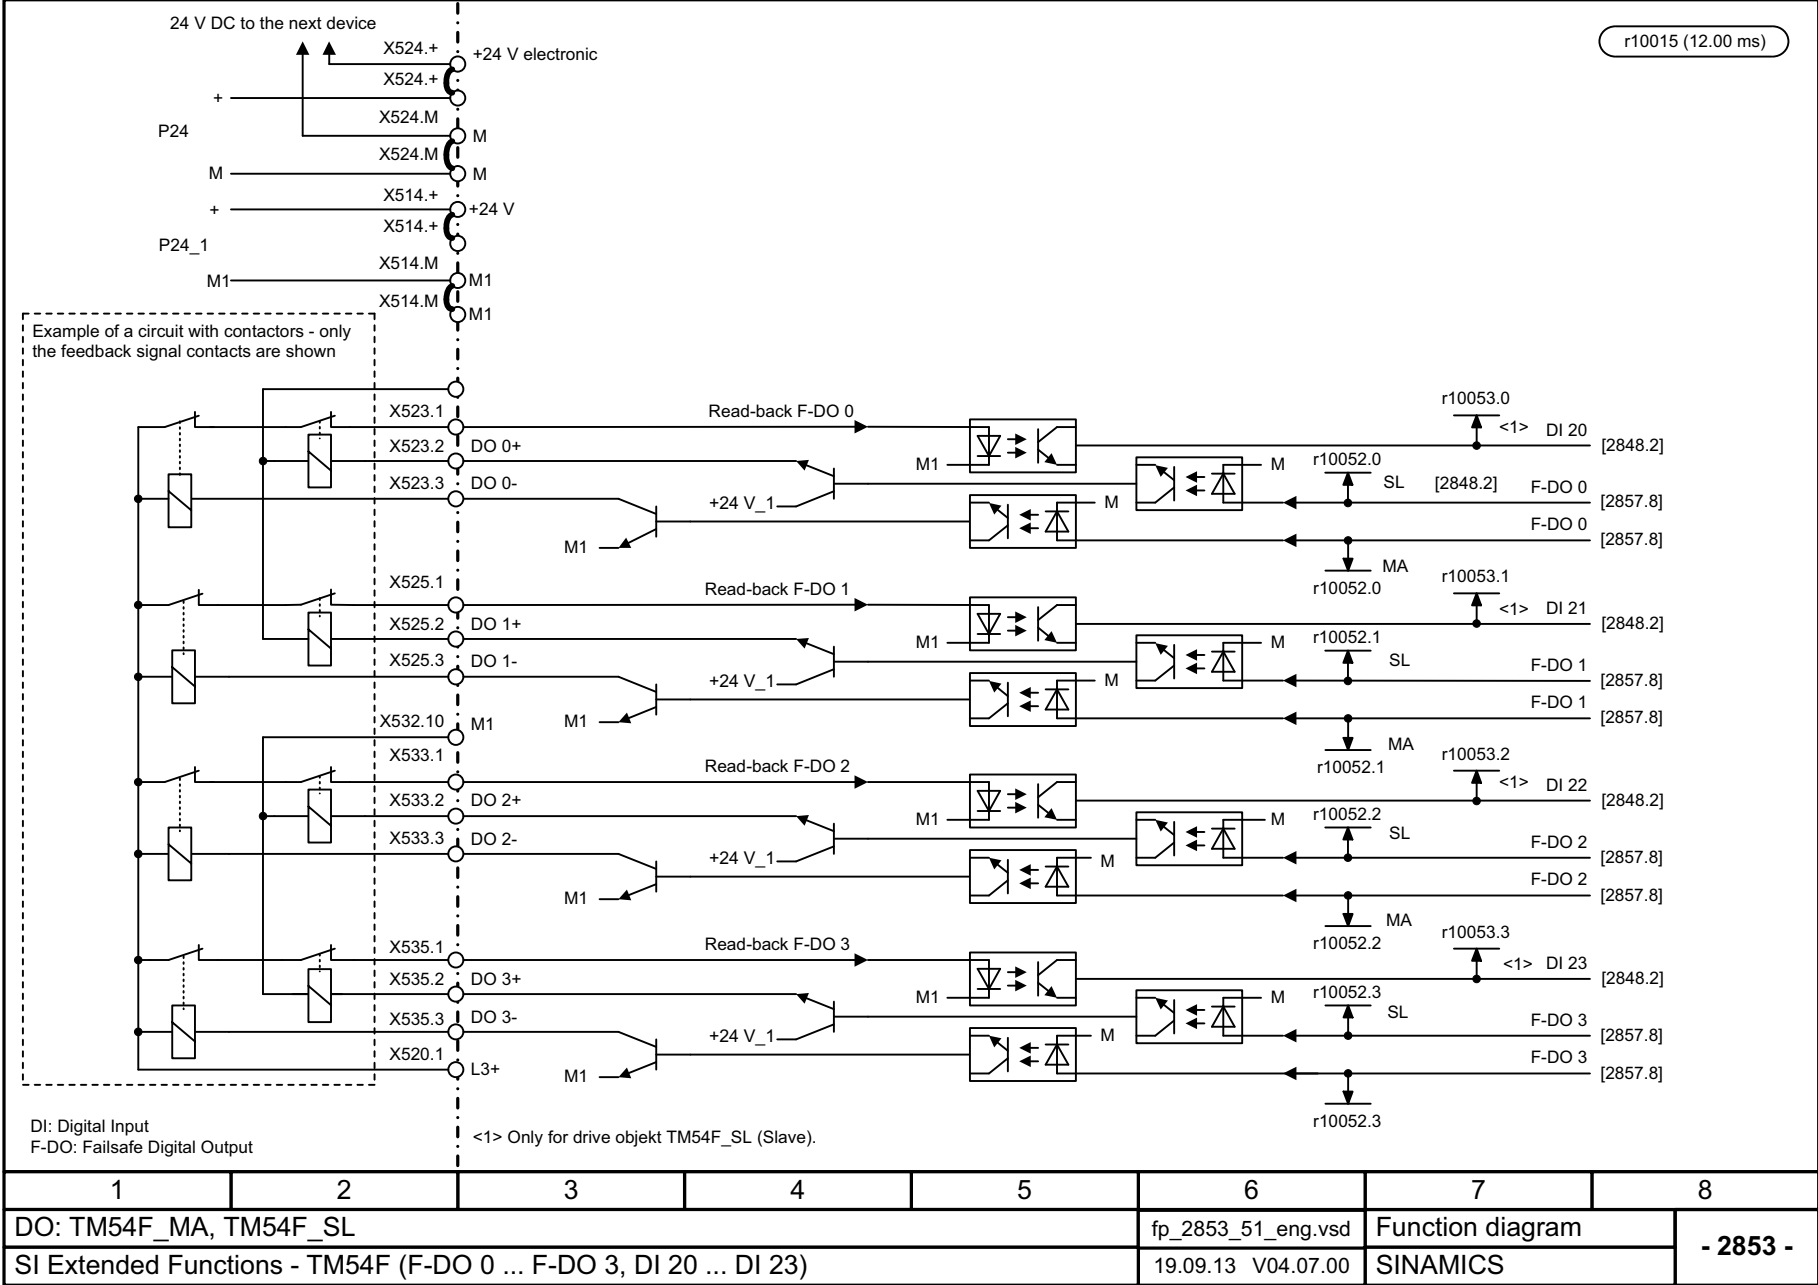 24 V DC to the next device
r10015 (12.00 ms)
X524.+
+24 V electronic
X524.+
+
X524.M
P24
M
X524.M
M
M
X514.+
+
+24 V
X514.+
P24_1
X514.M
M1
M1
X514.M
M1
Example of a circuit with contactors - only
the feedback signal contacts are shown
X523.1
Read-back F-DO 0
r10053.0
<1>
DI 20
[2848.2]
X523.2
DO 0+
M1
M
r10052.0
SL
[2848.2]
F-DO 0
[2857.8]
X523.3
DO 0-
+24 V_1
M
F-DO 0
[2857.8]
M1
MA
r10052.0
X525.1
Read-back F-DO 1
r10053.1
<1>
DI 21
[2848.2]
X525.2
DO 1+
M1
M
r10052.1
SL
F-DO 1
[2857.8]
X525.3
DO 1-
+24 V_1
M
F-DO 1
[2857.8]
X532.10
M1
M1
MA
r10052.1
X533.1
Read-back F-DO 2
r10053.2
<1>
DI 22
[2848.2]
X533.2
DO 2+
M1
M
r10052.2
SL
F-DO 2
[2857.8]
X533.3
DO 2-
+24 V_1
M
F-DO 2
[2857.8]
M1
MA
r10052.2
X535.1
Read-back F-DO 3
r10053.3
<1>
DI 23
[2848.2]
X535.2
DO 3+
M1
M
r10052.3
SL
F-DO 3
[2857.8]
X535.3
DO 3-
+24 V_1
M
F-DO 3
[2857.8]
X520.1
L3+
M1
r10052.3
DI: Digital Input
F-DO: Failsafe Digital Output
<1> Only for drive objekt TM54F_SL (Slave).
1 2 3 4 5 6 7 8
DO: TM54F_MA, TM54F_SL
fp_2853_51_eng.vsd
Function diagram
- 2853 -
SI Extended Functions - TM54F (F-DO 0 ... F-DO 3, DI 20 ... DI 23)
19.09.13 V04.07.00
SINAMICS